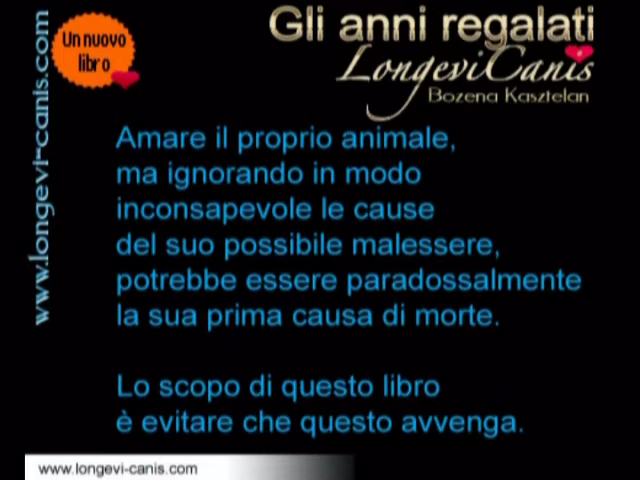 www.longevi-canis.com
Un nuovo
libro
Gli anni regalati
LongeviCanis
Bozena Kasztelan
Amare il proprio animale,
ma ignorando in modo
inconsapevole le cause
del suo possibile malessere,
potrebbe essere paradossalmente
la sua prima causa di morte.
Lo scopo di questo libro
è evitare che questo avvenga.
www.longevi-canis.com